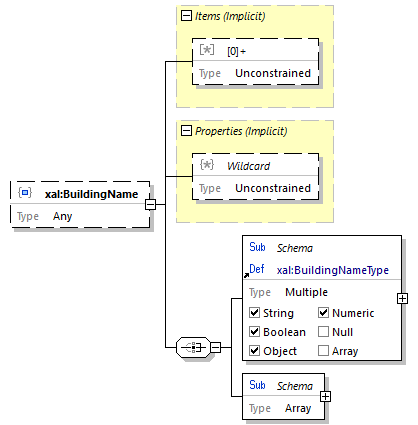 Items (Implicit)
[0]+
Type Unconstrained
Properties (Implicit)
Wildcard
Type Unconstrained
xal:BuildingName
Type Any
Sub Schema
Def xal:BuildingNameType
Type Multiple
String Numeric
Boolean Null
Object Array
Sub Schema
Type Array